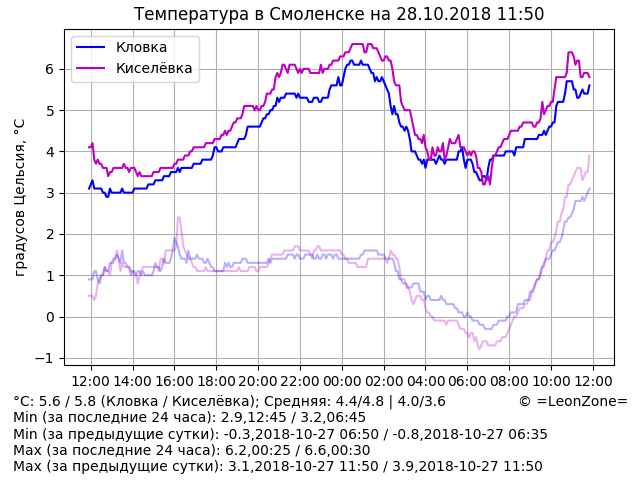 Температура в Смоленске на 28.10.2018 11:50
Кловка
Киселёвка
градусов Цельсия, °C
6
5
4
3
2
1
0
−1
12:00 14:00 16:00 18:00 20:00 22:00 00:00 02:00 04:00 06:00 08:00 10:00 12:00
°C: 5.6 / 5.8 (Кловка / Киселёвка); Средняя: 4.4/4.8 | 4.0/3.6 © =LeonZone=
Min (за последние 24 часа): 2.9,12:45 / 3.2,06:45
Min (за предыдущие сутки): -0.3,2018-10-27 06:50 / -0.8,2018-10-27 06:35
Max (за последние 24 часа): 6.2,00:25 / 6.6,00:30
Max (за предыдущие сутки): 3.1,2018-10-27 11:50 / 3.9,2018-10-27 11:50